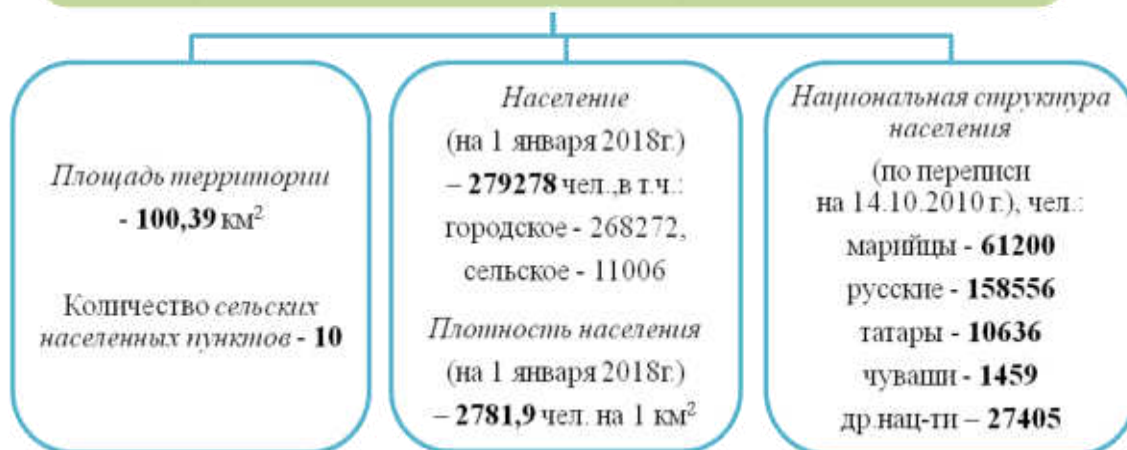 Площадь территории
- 100,39 км²
Количество сельских
населенных пунктов - 10
Население
(на 1 января 2018г.)
– 279278 чел.,в т.ч.:
городское - 268272,
сельское - 11006
Плотность населения
(на 1 января 2018г.)
– 2781,9 чел. на 1 км²
Национальная структура
населения
(по переписи
на 14.10.2010 г.), чел.:
марийцы - 61200
русские - 158556
татары - 10636
чуваши - 1459
др.нац-ти – 27405